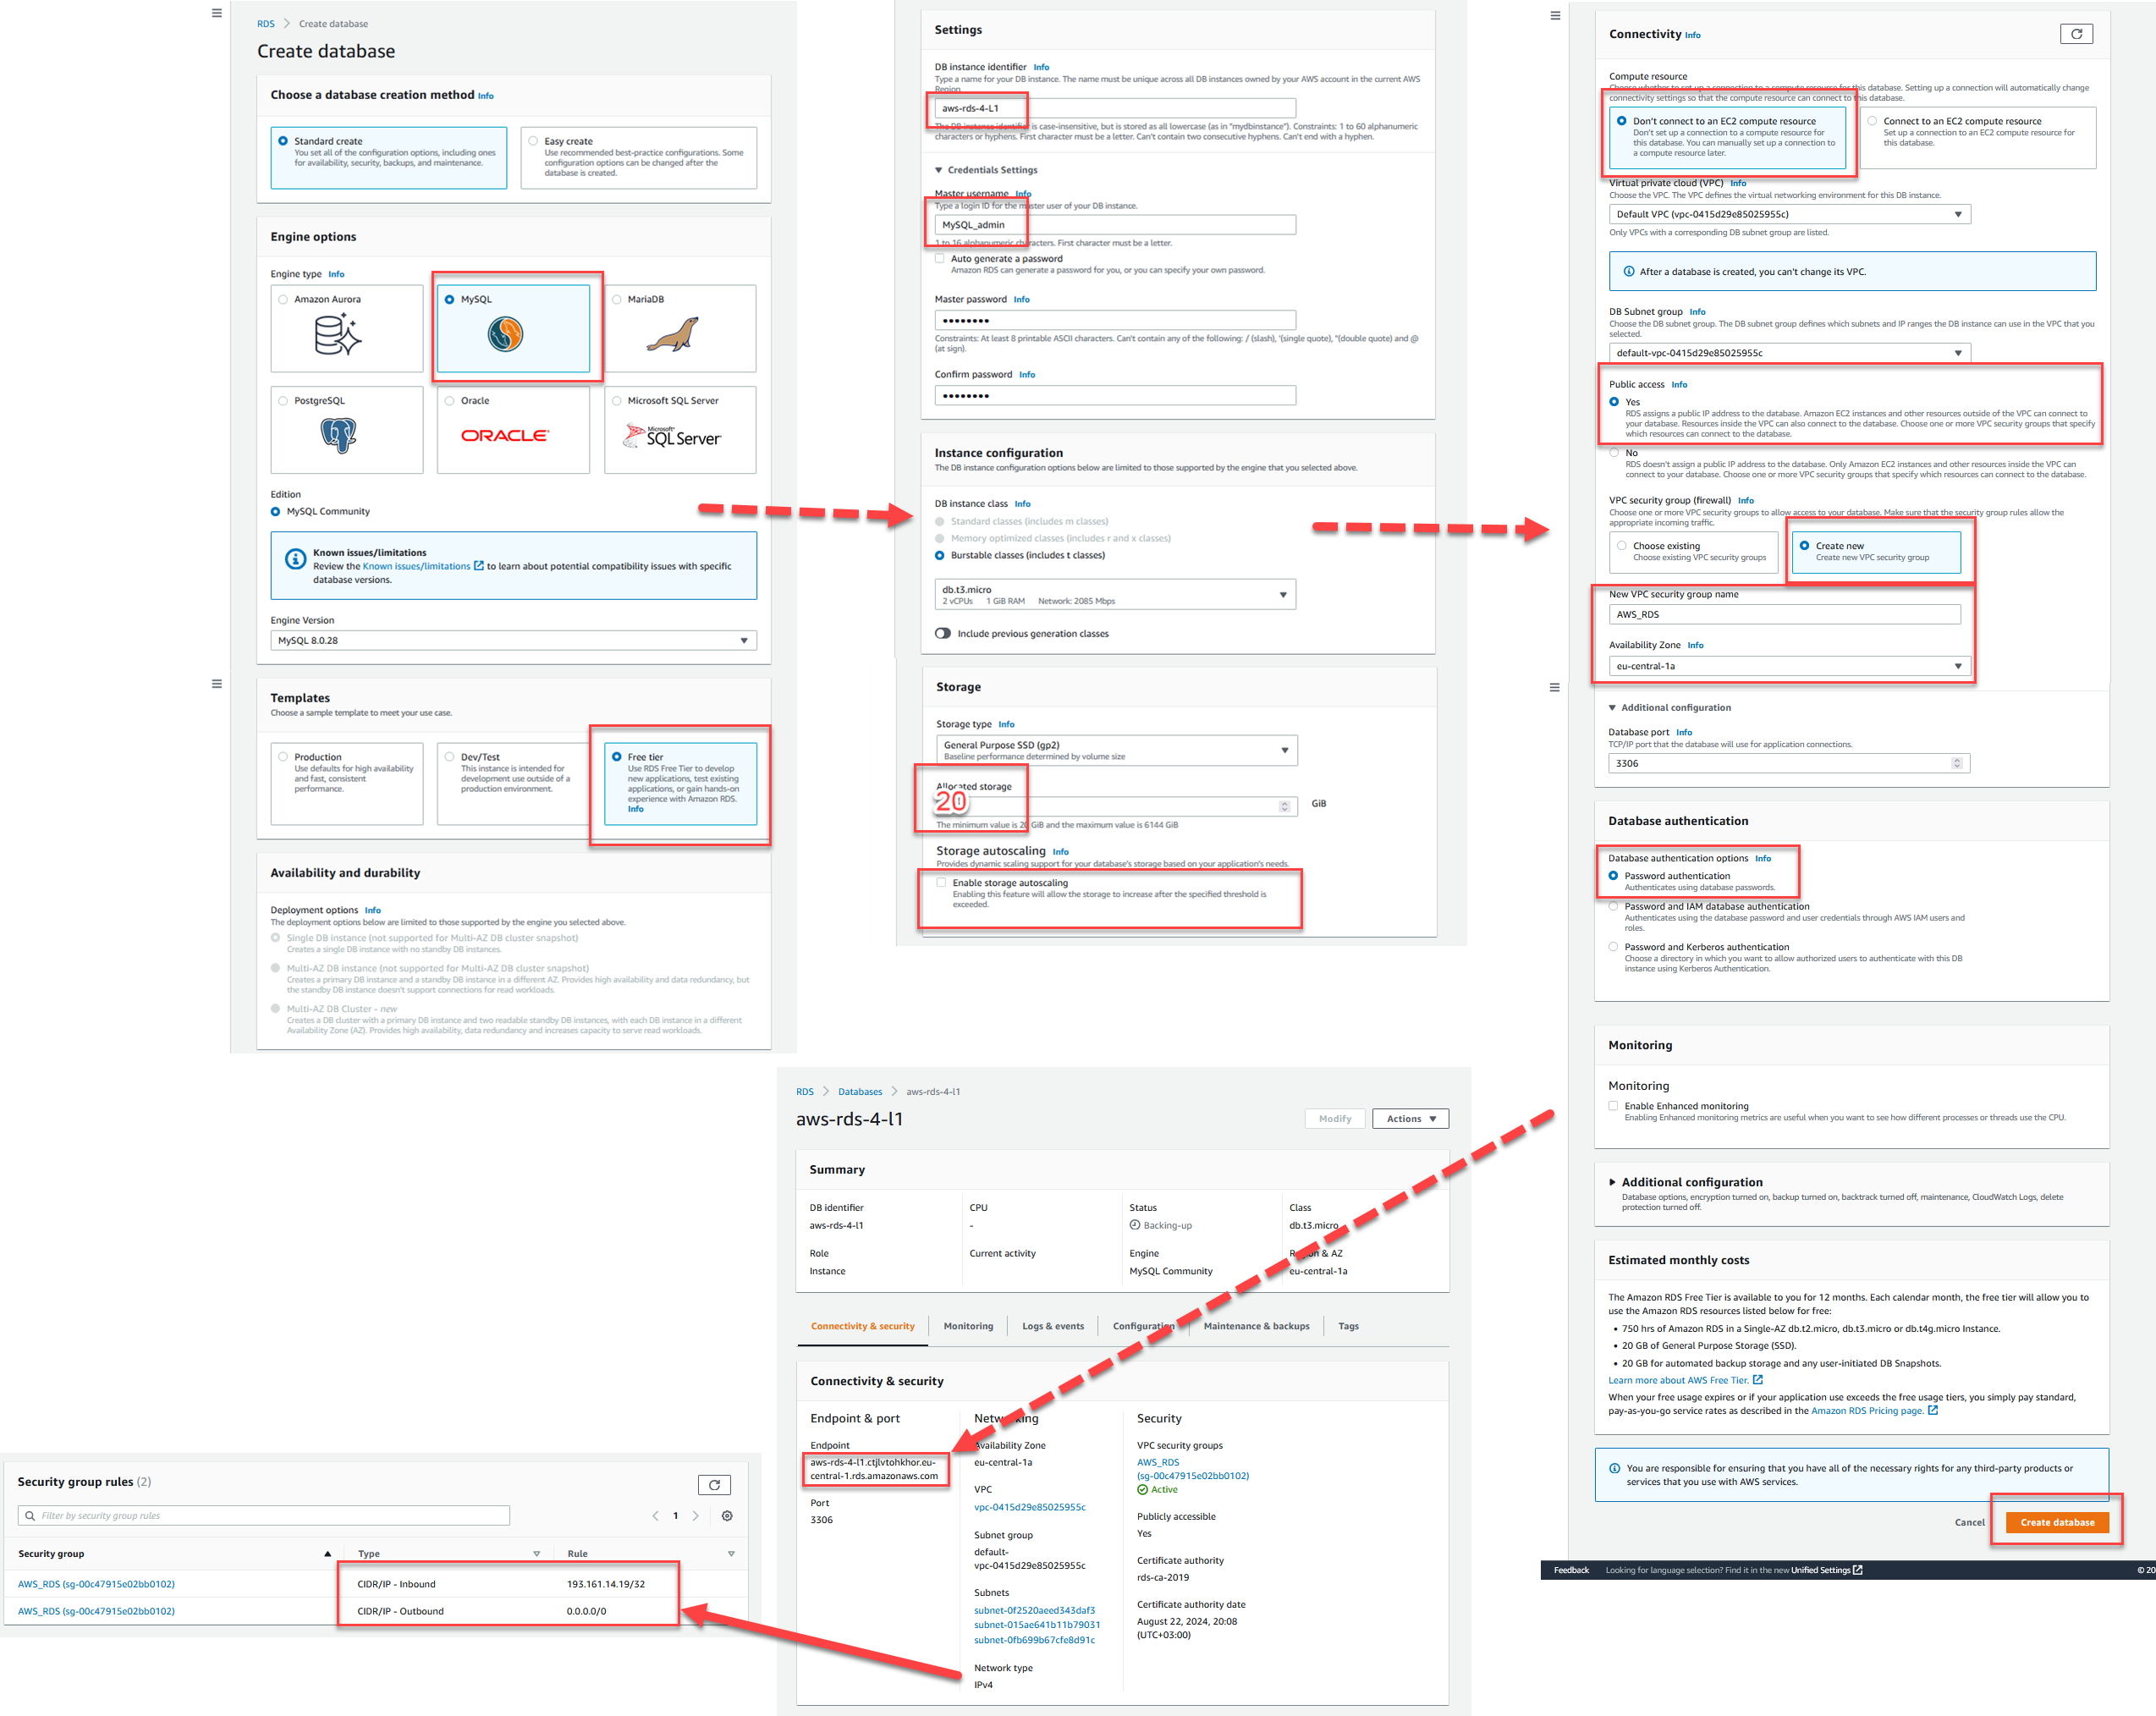 RDS > Create database
Create database
Choose a database creation method Info
Standard create
You set all of the configuration options, including ones
for availability, security, backups, and maintenance.
Easy create
Use recommended best-practice configurations. Some
configuration options can be changed after the
database is created.
Engine options
Engine type Info
Amazon Aurora
MySQL
MariaDB
PostgreSQL
Oracle
ORACLE
Microsoft SQL Server
Microsoft
SQL Server
Edition
MySQL Community
Known issues/limitations
Review the Known issues/limitations to learn about potential compatibility issues with specific
database versions.
Engine Version
MySQL 8.0.28
Templates
Choose a sample template to meet your use case.
Production
Use defaults for high availability
and fast, consistent
performance.
Dev/Test
This instance is intended for
development use outside of a
production environment.
Free tier
Use RDS Free Tier to develop
new applications, test existing
applications, or gain hands-on
experience with Amazon RDS.
Info
Availability and durability
Deployment options Info
The deployment options below are limited to those supported by the engine you selected above.
Single DB instance (not supported for Multi-AZ DB cluster snapshot)
Creates a single DB instance with no standby DB instances.
Multi-AZ DB instance (not supported for Multi-AZ DB cluster snapshot)
Creates a primary DB instance and a standby DB instance in a different AZ. Provides high availability and data redundancy, but
the standby DB instance doesn't support connections for read workloads.
Multi-AZ DB Cluster - new
Creates a DB cluster with a primary DB instance and two readable standby DB instances, with each DB instance in a different
Availability Zone (AZ). Provides high availability, data redundancy and increases capacity to serve read workloads.
Settings
DB instance identifier Info
Type a name for your DB instance. The name must be unique across all DB instances owned by your AWS account in the current AWS
Region.
aws-rds-4-L1
The DB instance identifier is case-insensitive, but is stored as all lowercase (as in "mydbinstance"). Constraints: 1 to 60 alphanumeric
characters or hyphens. First character must be a letter. Can't contain two consecutive hyphens. Can't end with a hyphen.
Credentials Settings
Master username Info
Type a login ID for the master user of your DB instance.
MySQL_admin
1 to 16 alphanumeric characters. First character must be a letter.
Auto generate a password
Amazon RDS can generate a password for you, or you can specify your own password.
Master password Info
••••••••
Constraints: At least 8 printable ASCII characters. Can't contain any of the following: / (slash), '(single quote), "(double quote) and @
(at sign).
Confirm password Info
••••••••
Instance configuration
The DB instance configuration options below are limited to those supported by the engine that you selected above.
DB instance class Info
Standard classes (includes m classes)
Memory optimized classes (includes r and x classes)
Burstable classes (includes t classes)
db.t3.micro
2 vCPUs 1 GiB RAM Network: 2085 Mbps
Include previous generation classes
Storage
Storage type Info
General Purpose SSD (gp2)
Baseline performance determined by volume size
Allocated storage
20
GiB
The minimum value is 20 GiB and the maximum value is 6144 GiB
Storage autoscaling Info
Provides dynamic scaling support for your database's storage based on your application's needs.
Enable storage autoscaling
Enabling this feature will allow the storage to increase after the specified threshold is
exceeded.
Connectivity Info
Compute resource
Choose whether to set up a connection to a compute resource for this database. Setting up a connection will automatically change
connectivity settings so that the compute resource can connect to this database.
Don't connect to an EC2 compute resource
Don't set up a connection to a compute resource for
this database. You can manually set up a connection to
a compute resource later.
Connect to an EC2 compute resource
Set up a connection to an EC2 compute resource for
this database.
Virtual private cloud (VPC) Info
Choose the VPC. The VPC defines the virtual networking environment for this DB instance.
Default VPC (vpc-0415d29e85025955c)
Only VPCs with a corresponding DB subnet group are listed.
After a database is created, you can't change its VPC.
DB Subnet group Info
Choose the DB subnet group. The DB subnet group defines which subnets and IP ranges the DB instance can use in the VPC that you
selected.
default-vpc-0415d29e85025955c
Public access Info
Yes
RDS assigns a public IP address to the database. Amazon EC2 instances and other resources outside of the VPC can connect to
your database. Resources inside the VPC can also connect to the database. Choose one or more VPC security groups that specify
which resources can connect to the database.
No
RDS doesn't assign a public IP address to the database. Only Amazon EC2 instances and other resources inside the VPC can
connect to your database. Choose one or more VPC security groups that specify which resources can connect to the database.
VPC security group (firewall) Info
Choose one or more VPC security groups to allow access to your database. Make sure that the security group rules allow the
appropriate incoming traffic.
Choose existing
Choose existing VPC security groups
Create new
Create new VPC security group
New VPC security group name
AWS_RDS
Availability Zone Info
eu-central-1a
Additional configuration
Database port Info
TCP/IP port that the database will use for application connections.
3306
Database authentication
Database authentication options Info
Password authentication
Authenticates using database passwords.
Password and IAM database authentication
Authenticates using the database password and user credentials through AWS IAM users and
roles.
Password and Kerberos authentication
Choose a directory in which you want to allow authorized users to authenticate with this DB
instance using Kerberos Authentication.
Monitoring
Monitoring
Enable Enhanced monitoring
Enabling Enhanced monitoring metrics are useful when you want to see how different processes or threads use the CPU.
Additional configuration
Database options, encryption turned on, backup turned on, backtrack turned off, maintenance, CloudWatch Logs, delete
protection turned off.
Estimated monthly costs
The Amazon RDS Free Tier is available to you for 12 months. Each calendar month, the free tier will allow you to
use the Amazon RDS resources listed below for free:
• 750 hrs of Amazon RDS in a Single-AZ db.t2.micro, db.t3.micro or db.t4g.micro Instance.
• 20 GB of General Purpose Storage (SSD).
• 20 GB for automated backup storage and any user-initiated DB Snapshots.
Learn more about AWS Free Tier.
When your free usage expires or if your application use exceeds the free usage tiers, you simply pay standard,
pay-as-you-go service rates as described in the Amazon RDS Pricing page.
You are responsible for ensuring that you have all of the necessary rights for any third-party products or
services that you use with AWS services.
Cancel
Create database
Feedback Looking for language selection? Find it in the new Unified Settings © 20
RDS > Databases > aws-rds-4-l1
aws-rds-4-l1
Modify
Actions
Summary
DB identifier
aws-rds-4-l1
CPU
-
Status
Backing-up
Class
db.t3.micro
Role
Instance
Current activity
Engine
MySQL Community
Region & AZ
eu-central-1a
Connectivity & security
Monitoring
Logs & events
Configuration
Maintenance & backups
Tags
Connectivity & security
Endpoint & port
Endpoint
aws-rds-4-l1.ctjlvtohkhor.eu-
central-1.rds.amazonaws.com
Port
3306
Networking
Availability Zone
eu-central-1a
VPC
vpc-0415d29e85025955c
Subnet group
default-
vpc-0415d29e85025955c
Subnets
subnet-0f2520aeed343daf3
subnet-015ae641b11b79031
subnet-0fb699b67cfe8d91c
Network type
IPv4
Security
VPC security groups
AWS_RDS
(sg-00c47915e02bb0102)
Active
Publicly accessible
Yes
Certificate authority
rds-ca-2019
Certificate authority date
August 22, 2024, 20:08
(UTC+03:00)
Security group rules (2)
Filter by security group rules
< 1 >
Security group
Type
Rule
AWS_RDS (sg-00c47915e02bb0102)
CIDR/IP - Inbound
193.161.14.19/32
AWS_RDS (sg-00c47915e02bb0102)
CIDR/IP - Outbound
0.0.0.0/0